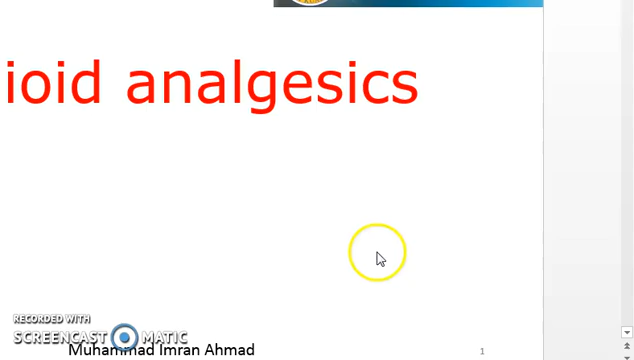 ioid analgesics
RECORDED WITH
SCREENCAST MATIC
Muhammad Imran Ahmad
1